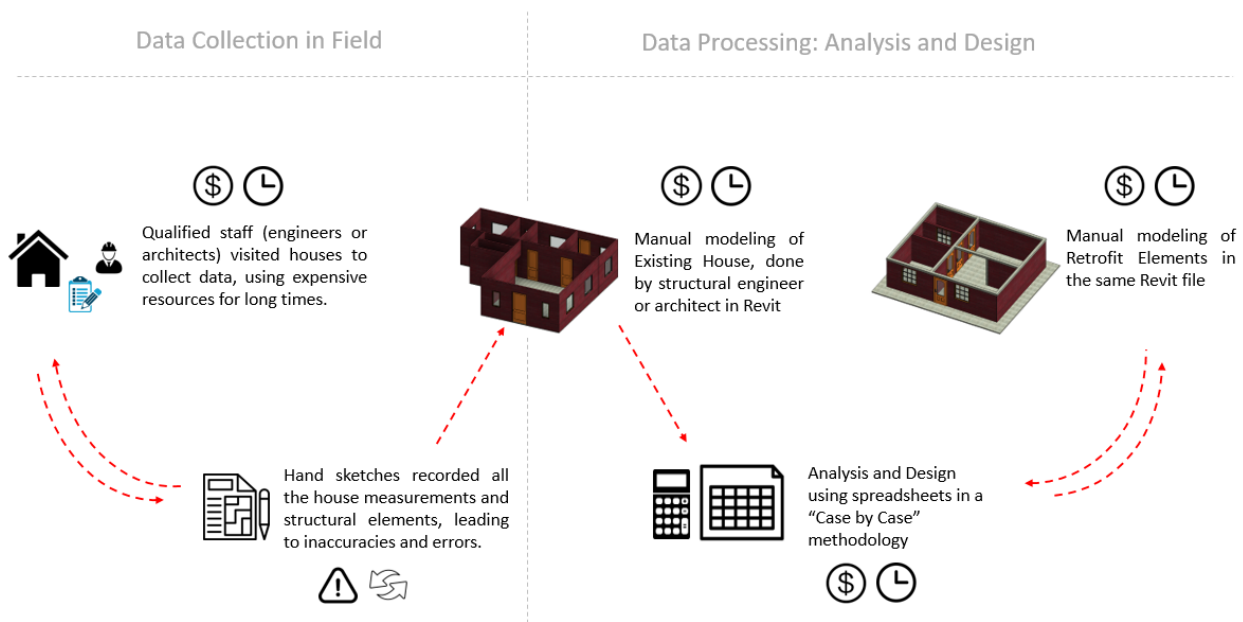 Data Collection in Field
Data Processing: Analysis and Design
$
Qualified staff (engineers or
architects) visited houses to
collect data, using expensive
resources for long times.
$
Manual modeling of
Existing House, done
by structural engineer
or architect in Revit
$
Manual modeling of
Retrofit Elements in
the same Revit file
Hand sketches recorded all
the house measurements and
structural elements, leading
to inaccuracies and errors.
!
Analysis and Design
using spreadsheets in a
“Case by Case”
methodology
$